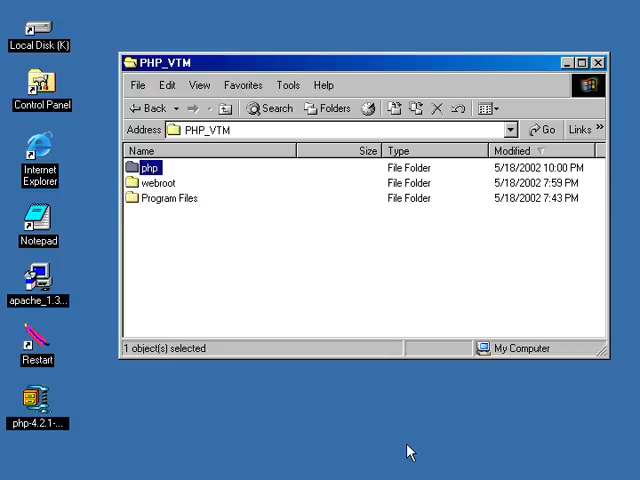 Local Disk (K)
Control Panel
Internet
Explorer
Notepad
apache_1.3...
Restart
php-4.2.1-...
PHP_VTM
File Edit View Favorites Tools Help
Back Search Folders
Address PHP_VTM Go Links »
Name Size Type Modified
php File Folder 5/18/2002 10:00 PM
webroot File Folder 5/18/2002 7:59 PM
Program Files File Folder 5/18/2002 7:43 PM
1 object(s) selected My Computer